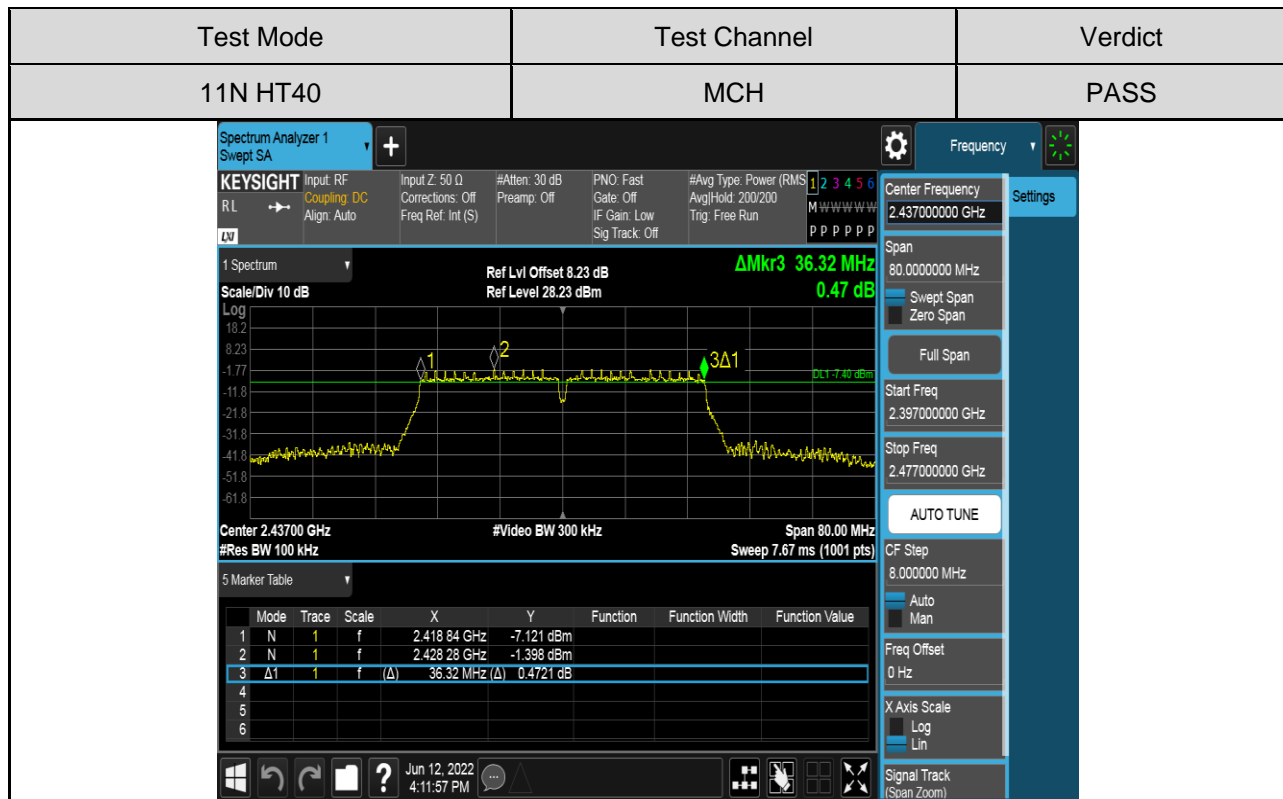 Test Mode Test Channel Verdict
11N HT40 MCH PASS
Spectrum Analyzer 1
Swept SA
+
Frequency
KEYSIGHT
RL
LXI
Input: RF
Coupling: DC
Align: Auto
Input Z: 50 Ω
Corrections: Off
Freq Ref: Int (S)
#Atten: 30 dB
Preamp: Off
PNO: Fast
Gate: Off
IF Gain: Low
Sig Track: Off
#Avg Type: Power (RMS
Avg|Hold: 200/200
Trig: Free Run
1 2 3 4 5 6
M W W W W W
P P P P P P
1 Spectrum
Scale/Div 10 dB
Ref Lvl Offset 8.23 dB
Ref Level 28.23 dBm
ΔMkr3 36.32 MHz
0.47 dB
Log
18.2
8.23
-1.77
-11.8
-21.8
-31.8
-41.8
-51.8
-61.8
1
2
3Δ1
DL1 -7.40 dBm
Center 2.43700 GHz
#Res BW 100 kHz
#Video BW 300 kHz
Span 80.00 MHz
Sweep 7.67 ms (1001 pts)
5 Marker Table
Mode Trace Scale X Y Function Function Width Function Value
1 N 1 f 2.418 84 GHz -7.121 dBm
2 N 1 f 2.428 28 GHz -1.398 dBm
3 Δ1 1 f (Δ) 36.32 MHz (Δ) 0.4721 dB
4
5
6
?
Jun 12, 2022
4:11:57 PM
Center Frequency
2.437000000 GHz
Settings
Span
80.0000000 MHz
Swept Span
Zero Span
Full Span
Start Freq
2.397000000 GHz
Stop Freq
2.477000000 GHz
AUTO TUNE
CF Step
8.000000 MHz
Auto
Man
Freq Offset
0 Hz
X Axis Scale
Log
Lin
Signal Track
(Span Zoom)